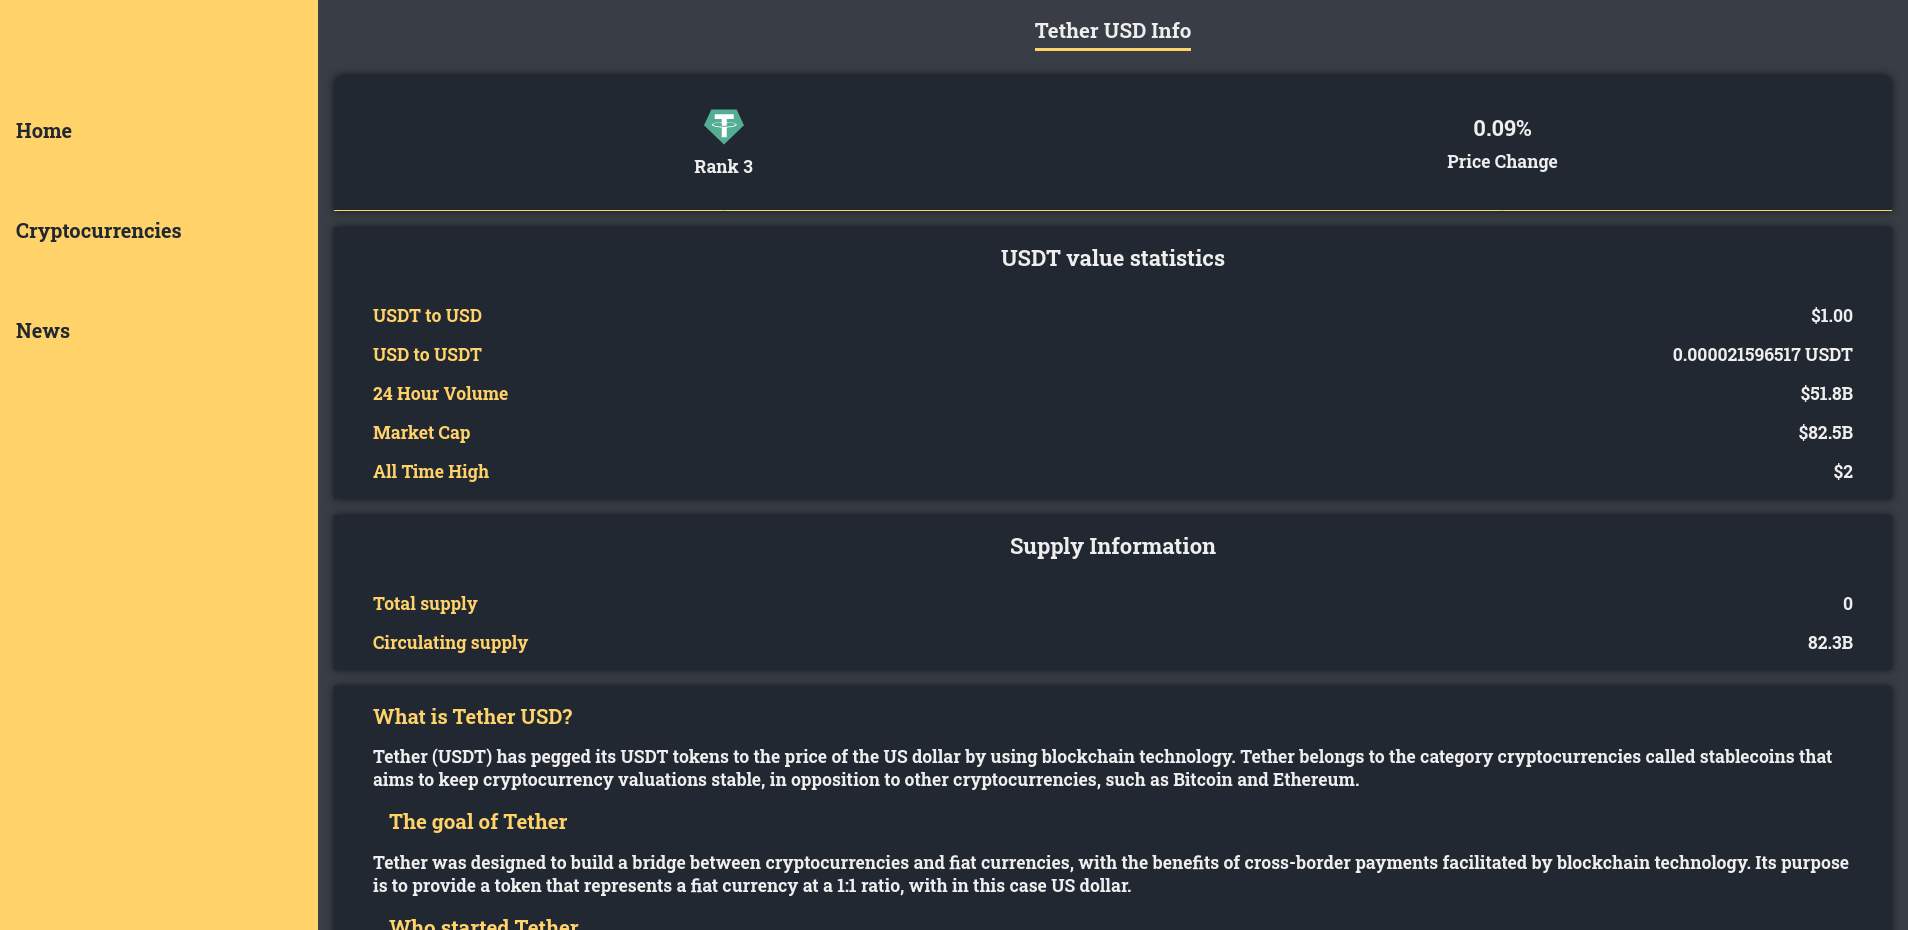 Tether USD Info
Home
Cryptocurrencies
News
Rank 3
0.09%
Price Change
USDT value statistics
USDT to USD $1.00
USD to USDT 0.000021596517 USDT
24 Hour Volume $51.8B
Market Cap $82.5B
All Time High $2
Supply Information
Total supply 0
Circulating supply 82.3B
What is Tether USD?
Tether (USDT) has pegged its USDT tokens to the price of the US dollar by using blockchain technology. Tether belongs to the category cryptocurrencies called stablecoins that
aims to keep cryptocurrency valuations stable, in opposition to other cryptocurrencies, such as Bitcoin and Ethereum.
The goal of Tether
Tether was designed to build a bridge between cryptocurrencies and fiat currencies, with the benefits of cross-border payments facilitated by blockchain technology. Its purpose
is to provide a token that represents a fiat currency at a 1:1 ratio, with in this case US dollar.
Who started Tether